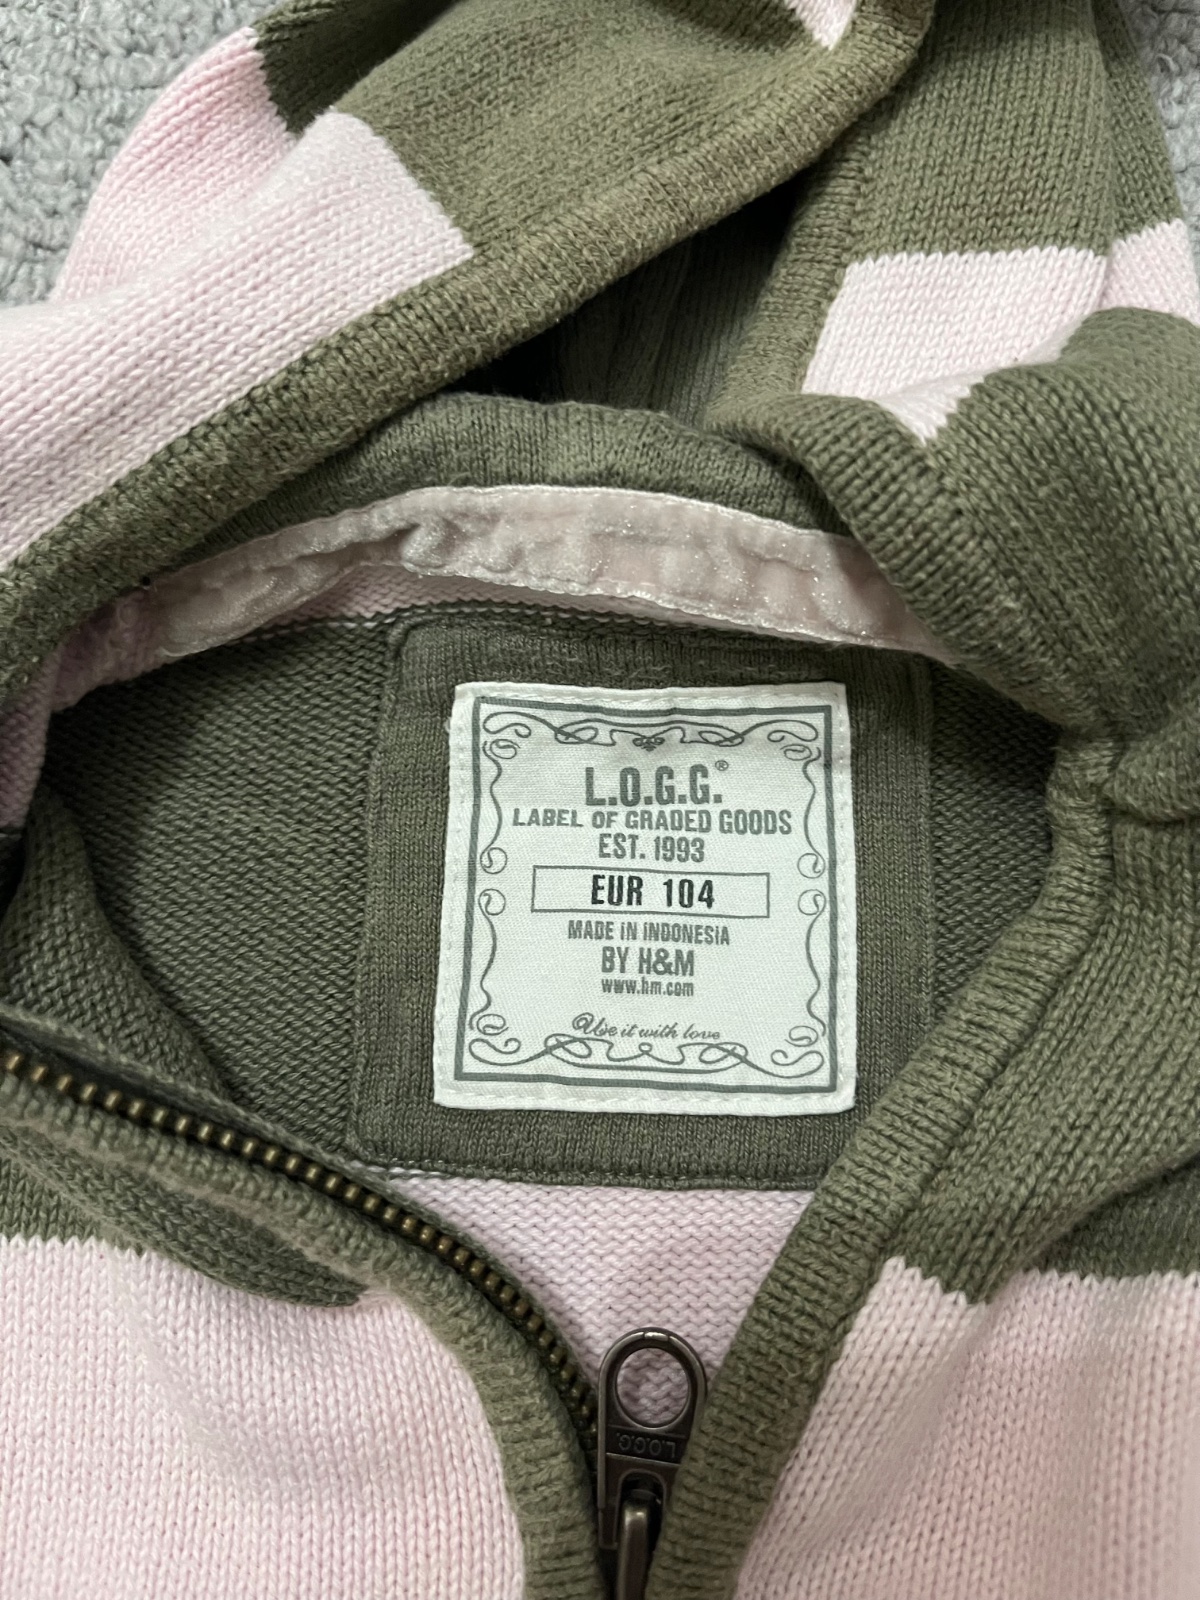 L.O.G.G.®
LABEL OF GRADED GOODS
EST. 1993
EUR 104
MADE IN INDONESIA
BY H&M
www.hm.com
Use it with love
L.O.G.G.